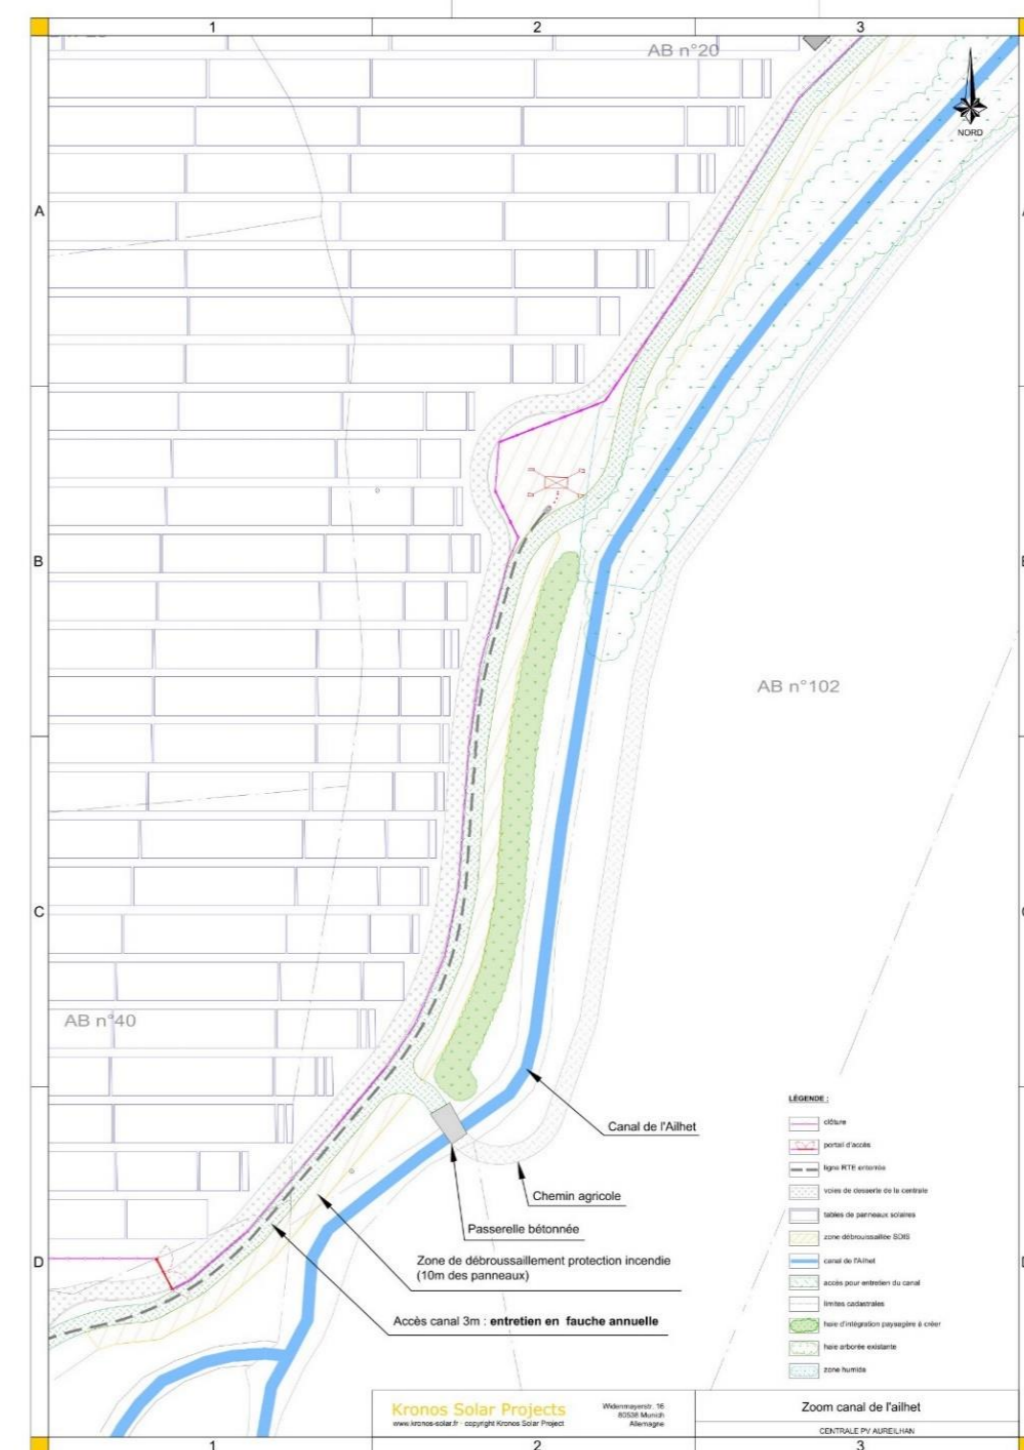 1 2 3
AB n°20
NORD
A
B
AB n°102
C
AB n°40
LÉGENDE :
clôture
portail d'accès
ligne RTE enterrée
voies de desserte de la centrale
tables de panneaux solaires
zone débroussaillée SDIS
canal de l'Ailhet
accès pour entretien du canal
limites cadastrales
haie d'intégration paysagère à créer
haie arborée existante
zone humide
Canal de l'Ailhet
Chemin agricole
Passerelle bétonnée
D
Zone de débroussaillement protection incendie
(10m des panneaux)
Accès canal 3m : entretien en fauche annuelle
Kronos Solar Projects
www.kronos-solar.fr - copyright Kronos Solar Project
Widenmayerstr. 16
80538 Munich
Allemagne
Zoom canal de l'ailhet
CENTRALE PV AUREILHAN
1 2 3